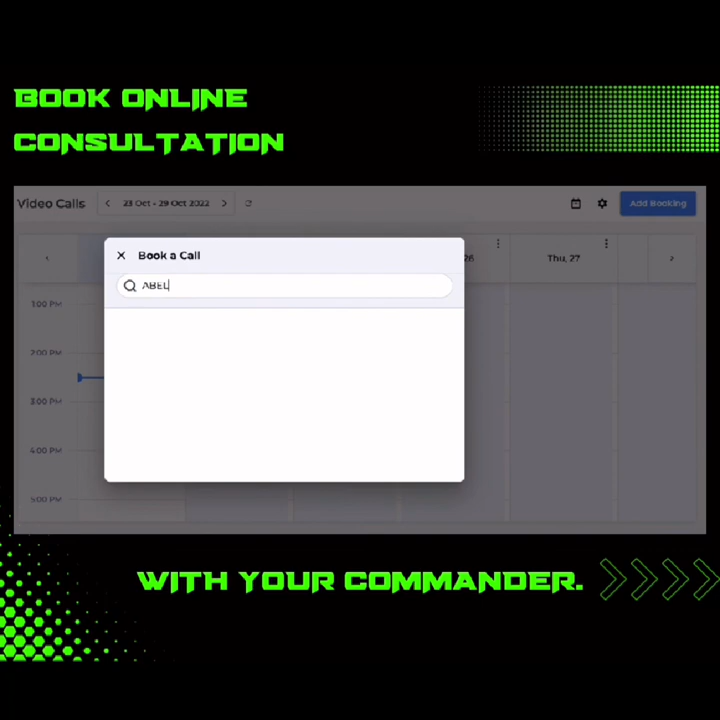 BOOK ONLINE
CONSULTATION
Video Calls
23 Oct - 29 Oct 2022
Add Booking
26
Thu, 27
Book a Call
ABEL
1:00 PM
2:00 PM
3:00 PM
4:00 PM
5:00 PM
WITH YOUR COMMANDER.